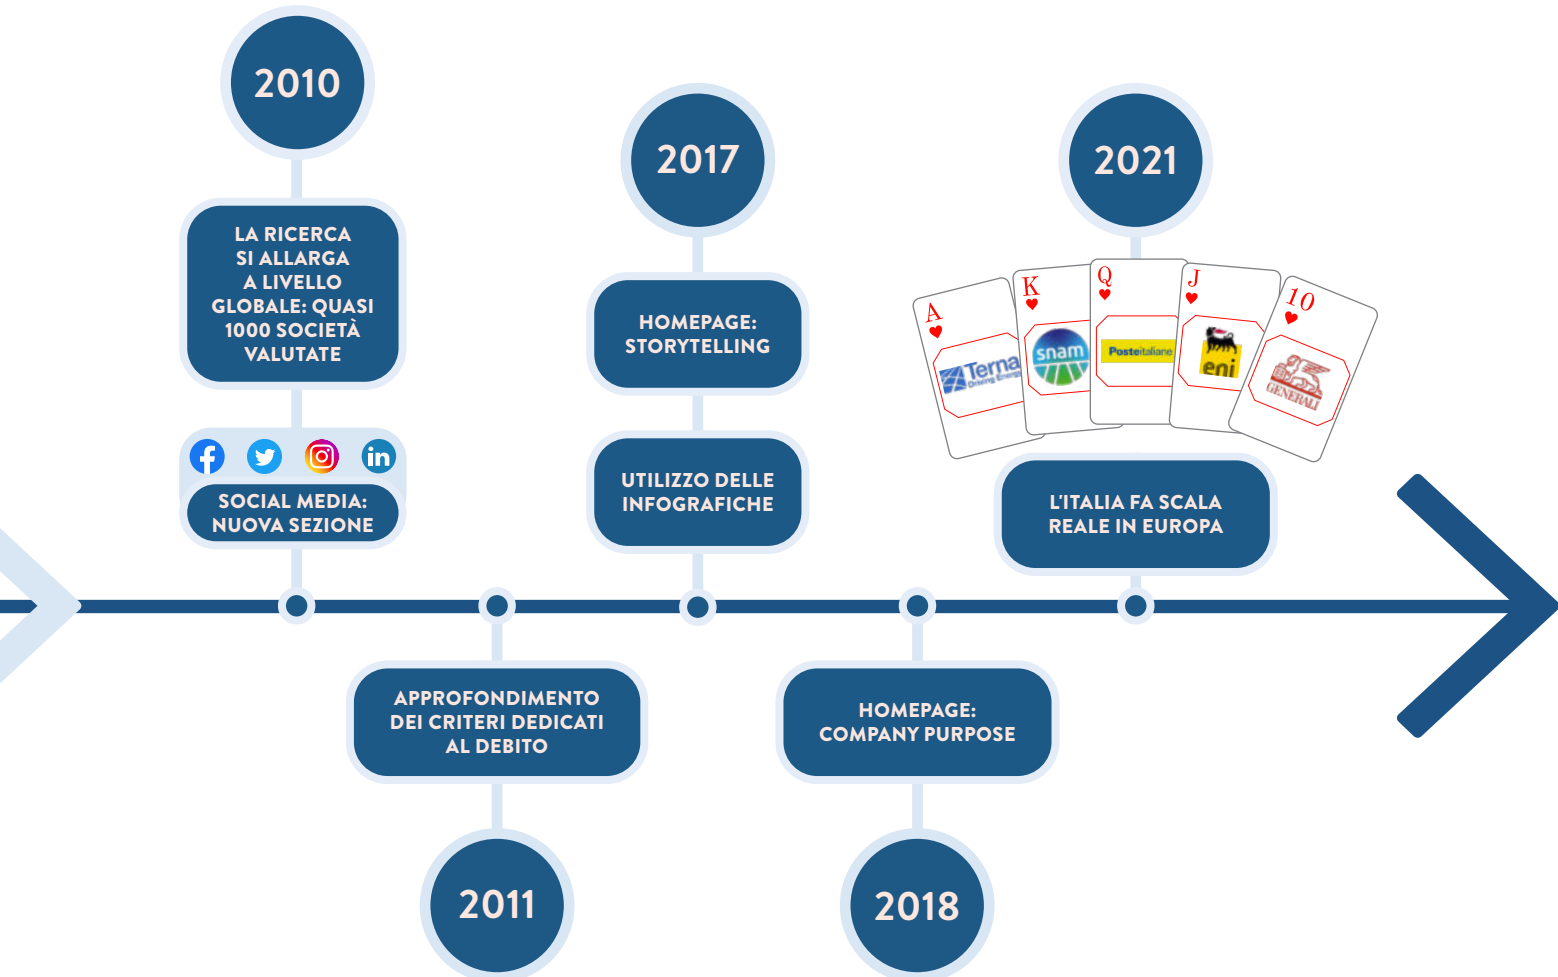 2010
LA RICERCA
SI ALLARGA
A LIVELLO
GLOBALE: QUASI
1000 SOCIETÀ
VALUTATE
SOCIAL MEDIA:
NUOVA SEZIONE
2017
HOMEPAGE:
STORYTELLING
UTILIZZO DELLE
INFOGRAFICHE
2021
A
Terna
Driving Energy
K
snam
Q
Posteitaliane
J
eni
10
GENERALI
L'ITALIA FA SCALA
REALE IN EUROPA
APPROFONDIMENTO
DEI CRITERI DEDICATI
AL DEBITO
2011
HOMEPAGE:
COMPANY PURPOSE
2018